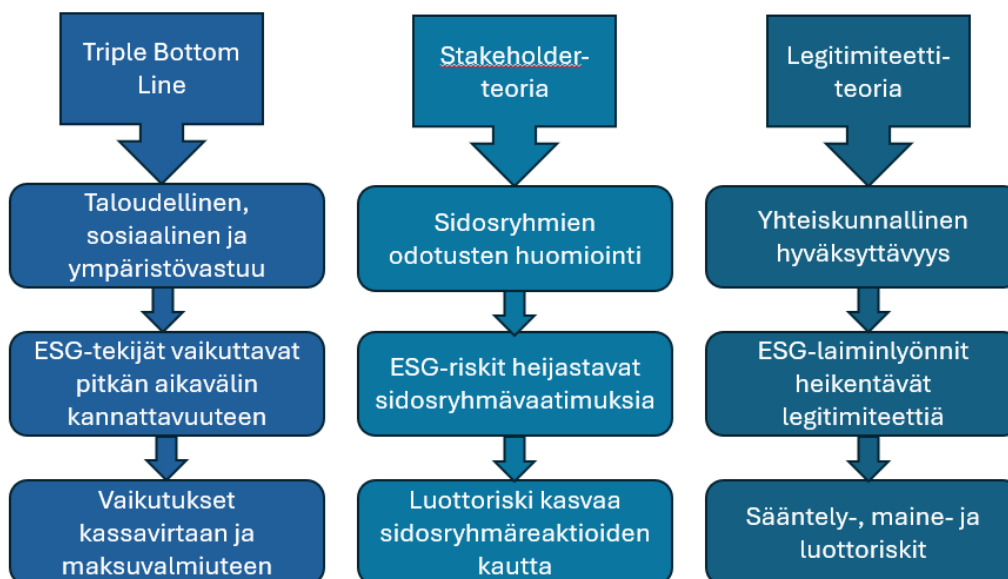 Triple Bottom
Line
Taloudellinen,
sosiaalinen ja
ympäristövastuu
ESG-tekijät vaikuttavat
pitkän aikavälin
kannattavuuteen
Vaikutukset
kassavirtaan ja
maksuvalmiuteen
Stakeholder-
teoria
Sidosryhmien
odotusten huomiointi
ESG-riskit heijastavat
sidosryhmävaatimuksia
Luottoriski kasvaa
sidosryhmäreaktioiden
kautta
Legitimiteetti-
teoria
Yhteiskunnallinen
hyväksyttävyys
ESG-laiminlyönnit
heikentävät
legitimiteettiä
Sääntely-, maine- ja
luottoriskit